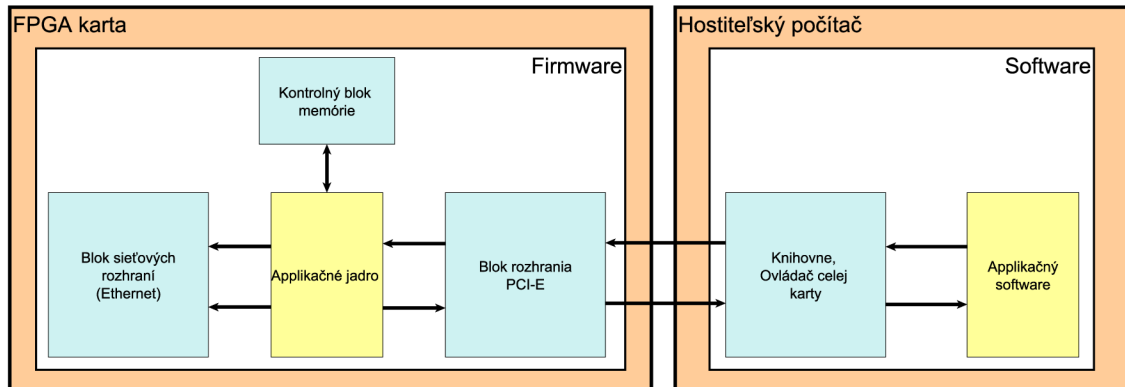 FPGA karta
Firmware
Kontrolný blok
memórie
Blok sieťových
rozhraní
(Ethernet)
Applikačné jadro
Blok rozhrania
PCI-E
Hostiteľský počítač
Software
Knihovne,
Ovládač celej
karty
Applikačný
software